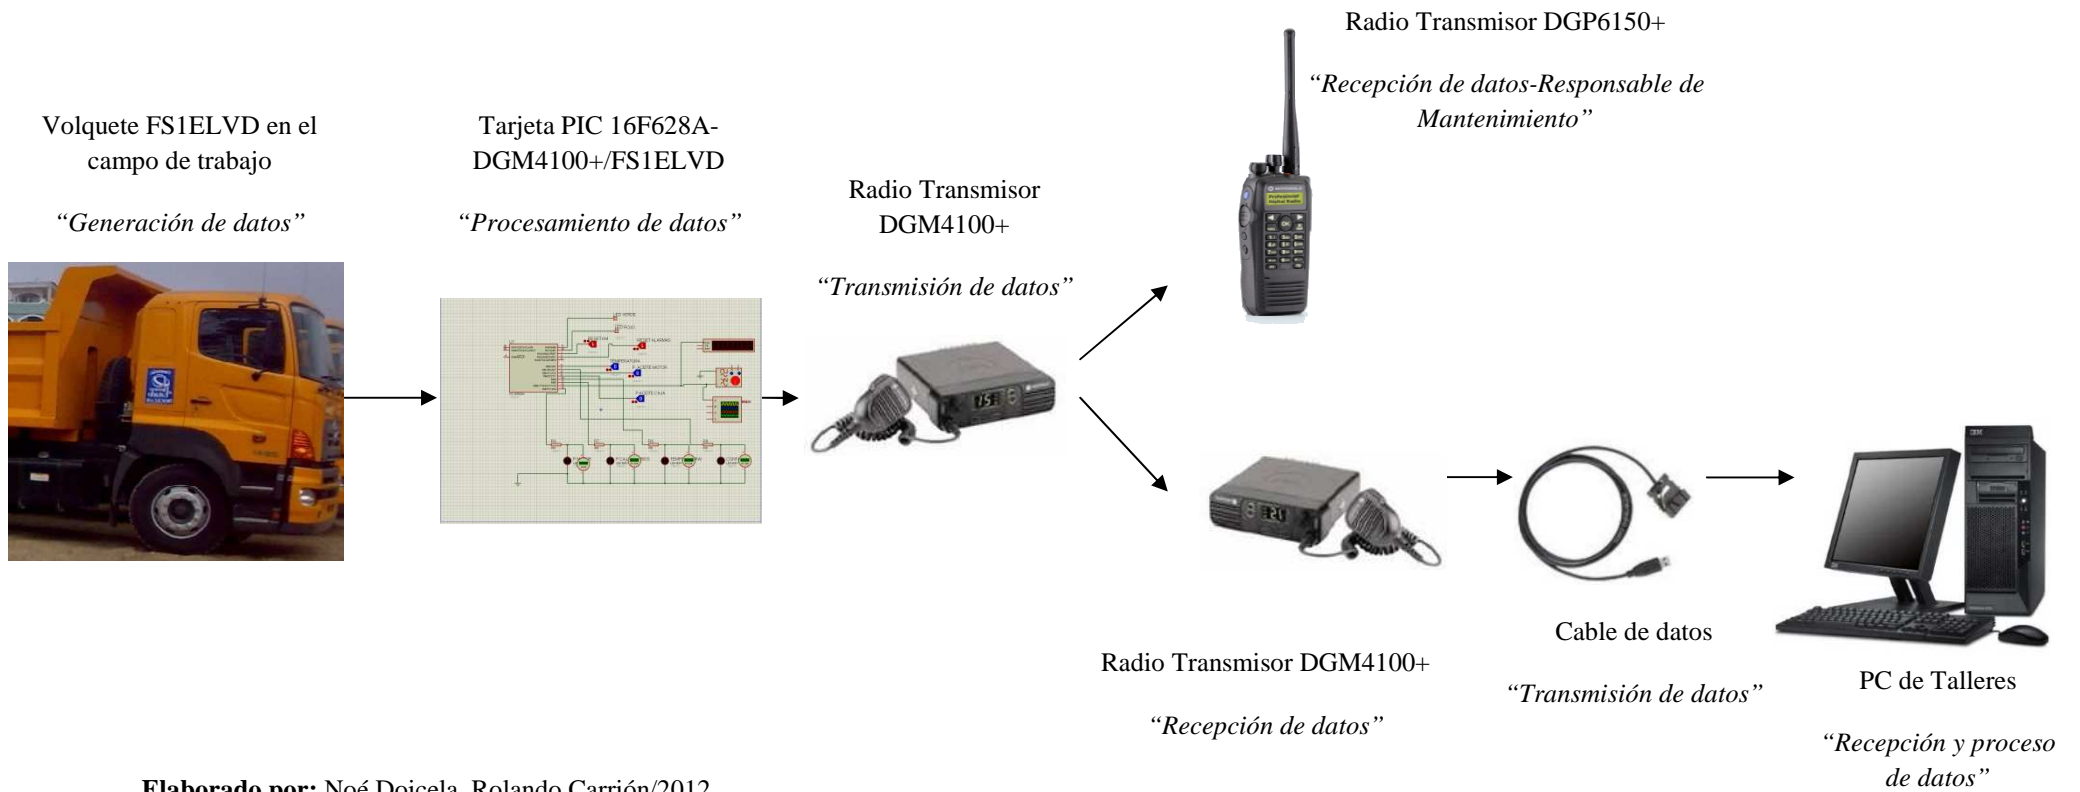 Radio Transmisor DGP6150+
“Recepción de datos-Responsable de
Mantenimiento”
Volquete FS1ELVD en el
campo de trabajo
“Generación de datos”
Tarjeta PIC 16F628A-
DGM4100+/FS1ELVD
“Procesamiento de datos”
Radio Transmisor
DGM4100+
“Transmisión de datos”
Radio Transmisor DGM4100+
“Recepción de datos”
Cable de datos
“Transmisión de datos”
PC de Talleres
“Recepción y proceso
de datos”
Elaborado por: Noé Doicela, Rolando Carrión/2012